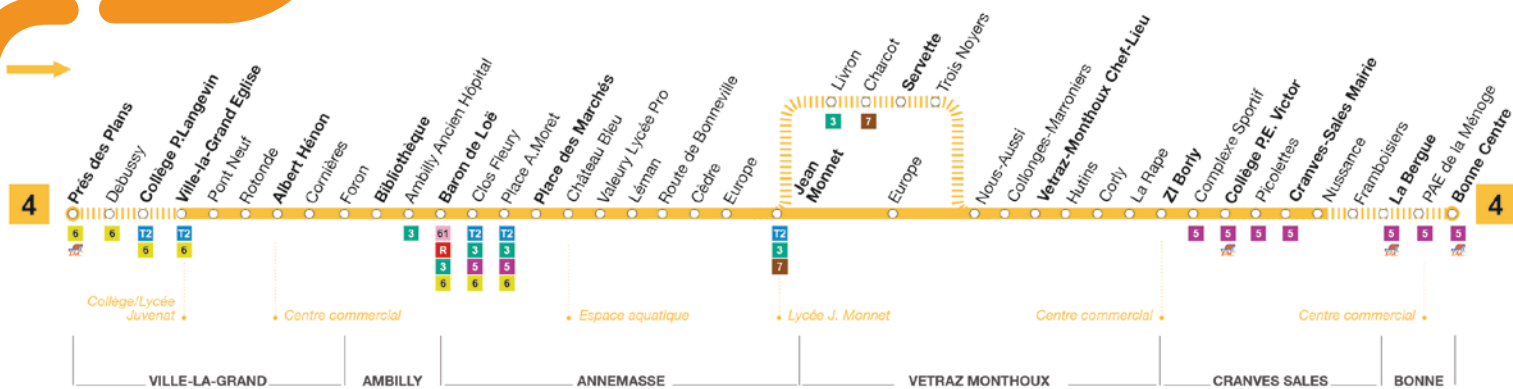 4
Prés des Plans
Debussy
Collège P.Langevin
Ville-la-Grand Eglise
Pont Neuf
Rotonde
Albert Hénon
Cornières
Foron
Bibliothèque
Ambilly Ancien Hôpital
Baron de Loë
Clos Fleury
Place A.Moret
Place des Marchés
Château Bleu
Valeury Lycée Pro
Léman
Route de Bonneville
Cèdre
Europe
Jean
Monnet
Livron
Charcot
Servette
Trois Noyers
Europe
Nous-Aussi
Collonges-Marroniers
Vetraz-Monthoux Chef-Lieu
Hutins
Corly
La Rape
ZI Borly
Complexe Sportif
Collège P.E. Victor
Picolettes
Cranves-Sales Mairie
Nussance
Framboisiers
La Bergue
PAE de la Ménoge
Bonne Centre
4
6
TAC
6
T2
6
T2
6
3
61
R
3
6
T2
3
5
6
T2
3
5
6
3
7
T2
3
7
5
5
TAC
5
5
5
TAC
5
5
TAC
Collège/Lycée
Juvenat
Centre commercial
Espace aquatique
Lycée J. Monnet
Centre commercial
Centre commercial
VILLE-LA-GRAND
AMBILLY
ANNEMASSE
VETRAZ MONTHOUX
CRANVES SALES
BONNE